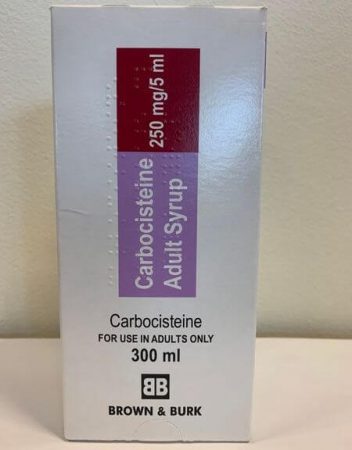 Carbocisteine 250 mg/5 ml
Adult Syrup
Carbocisteine
FOR USE IN ADULTS ONLY
300 ml
BB
BROWN & BURK